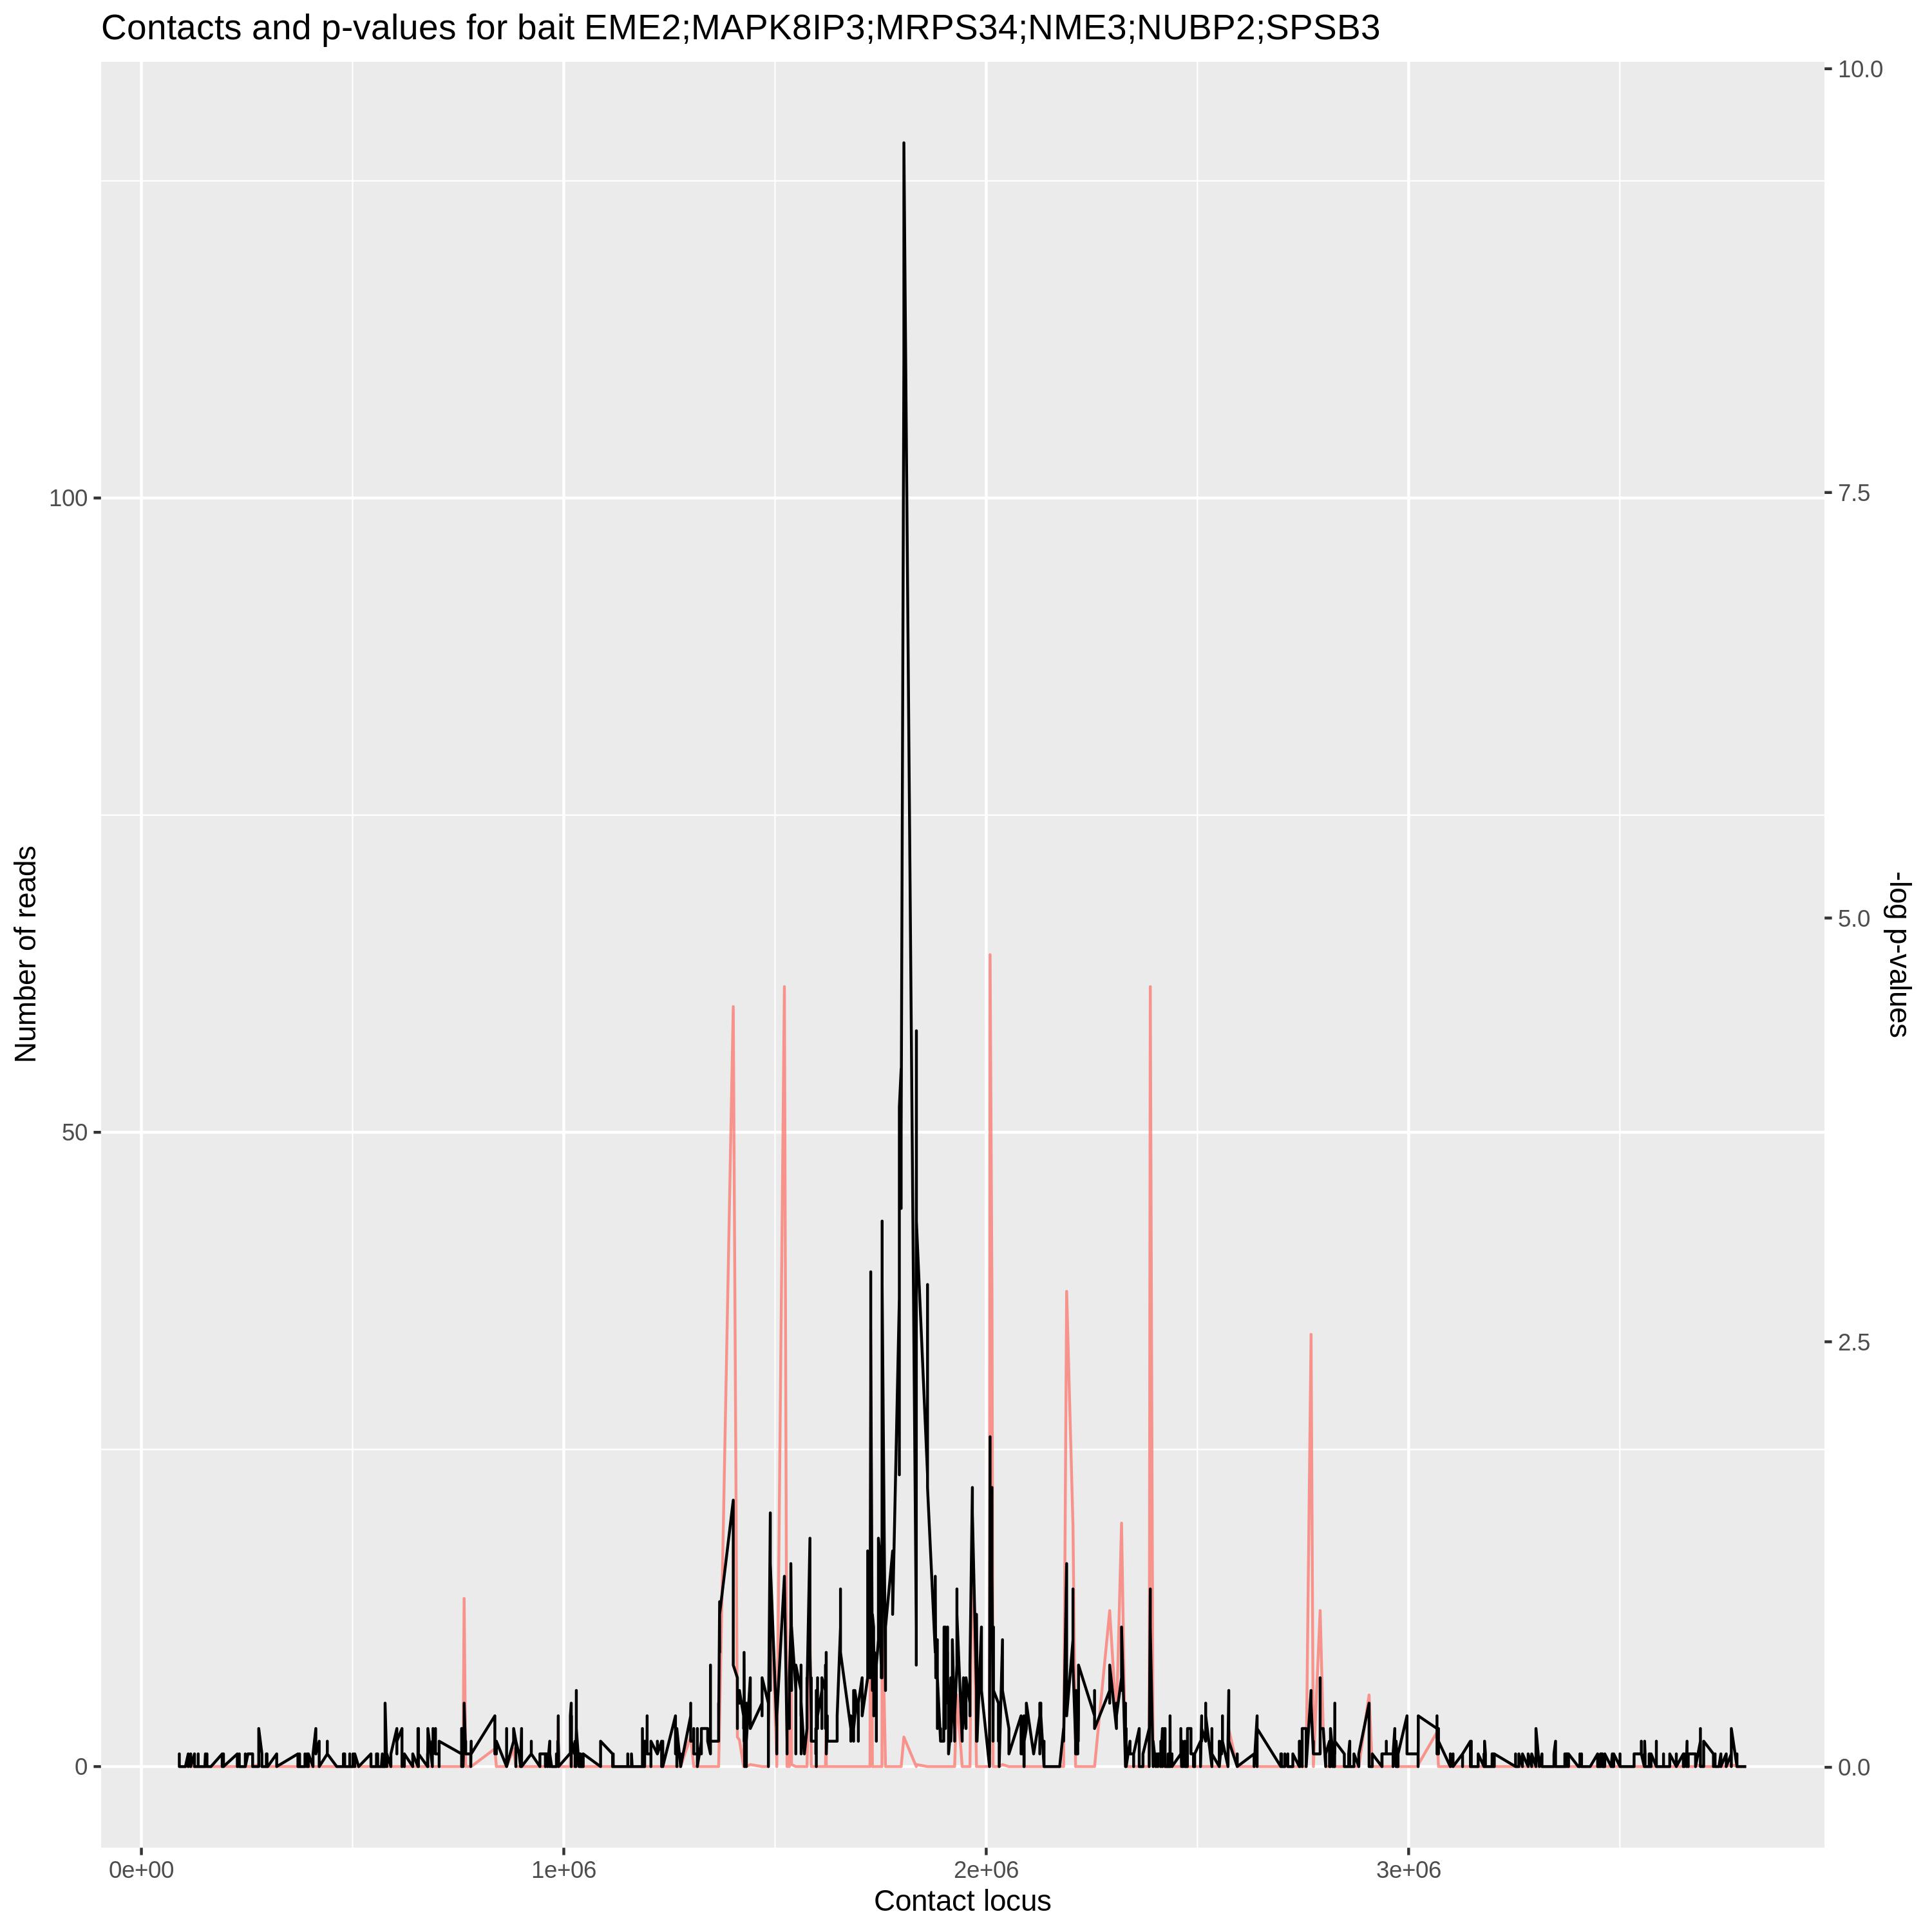 Contacts and p-values for bait EME2;MAPK8IP3;MRPS34;NME3;NUBP2;SPSB3
10.0
100
7.5
Number of reads
5.0
-log p-values
50
2.5
0
0.0
0e+00
1e+06
2e+06
3e+06
Contact locus